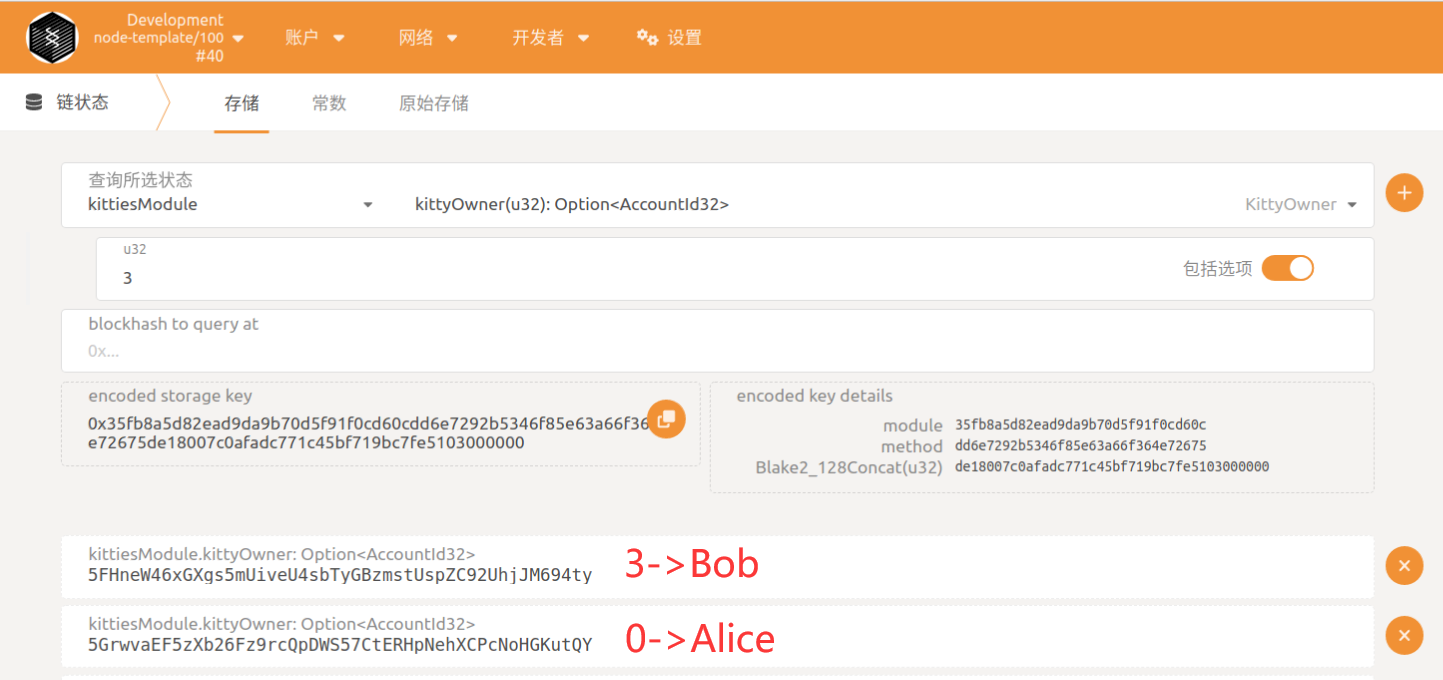 Development
node-template/100
#40
账户
网络
开发者
设置
链状态
存储
常数
原始存储
查询所选状态
kittiesModule
kittyOwner(u32): Option<AccountId32>
KittyOwner
u32
3
包括选项
blockhash to query at
0x...
encoded storage key
0x35fb8a5d82ead9da9b70d5f91f0cd60cdd6e7292b5346f85e63a66f36
e72675de18007c0afadc771c45bf719bc7fe5103000000
encoded key details
module 35fb8a5d82ead9da9b70d5f91f0cd60c
method dd6e7292b5346f85e63a66f364e72675
Blake2_128Concat(u32) de18007c0afadc771c45bf719bc7fe5103000000
kittiesModule.kittyOwner: Option<AccountId32>
5FHneW46xGXgs5mUiveU4sbTyGBzmstUspZC92UhjJM694ty
3->Bob
kittiesModule.kittyOwner: Option<AccountId32>
5GrwvaEF5zXb26Fz9rcQpDWS57CtERHpNehXCPcNoHGKutQY
0->Alice